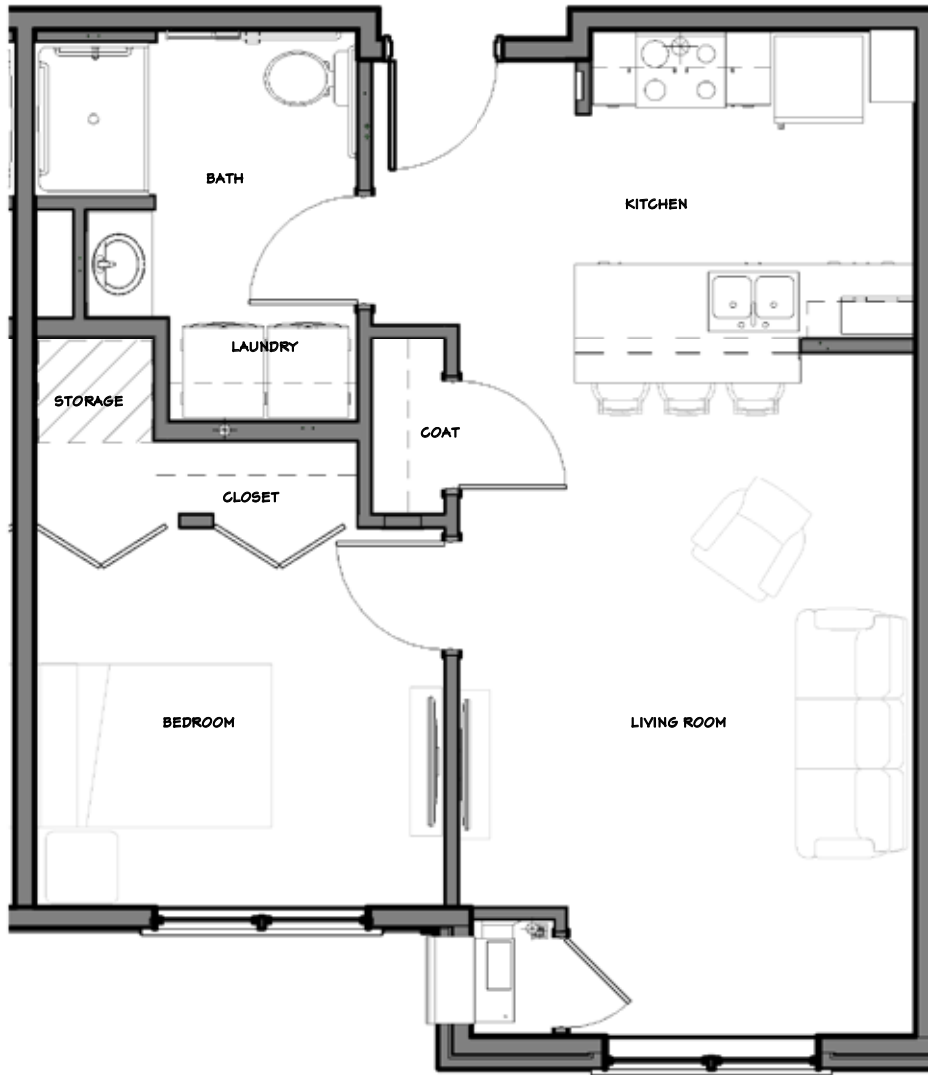 BATH
KITCHEN
LAUNDRY
STORAGE
COAT
CLOSET
BEDROOM
LIVING ROOM